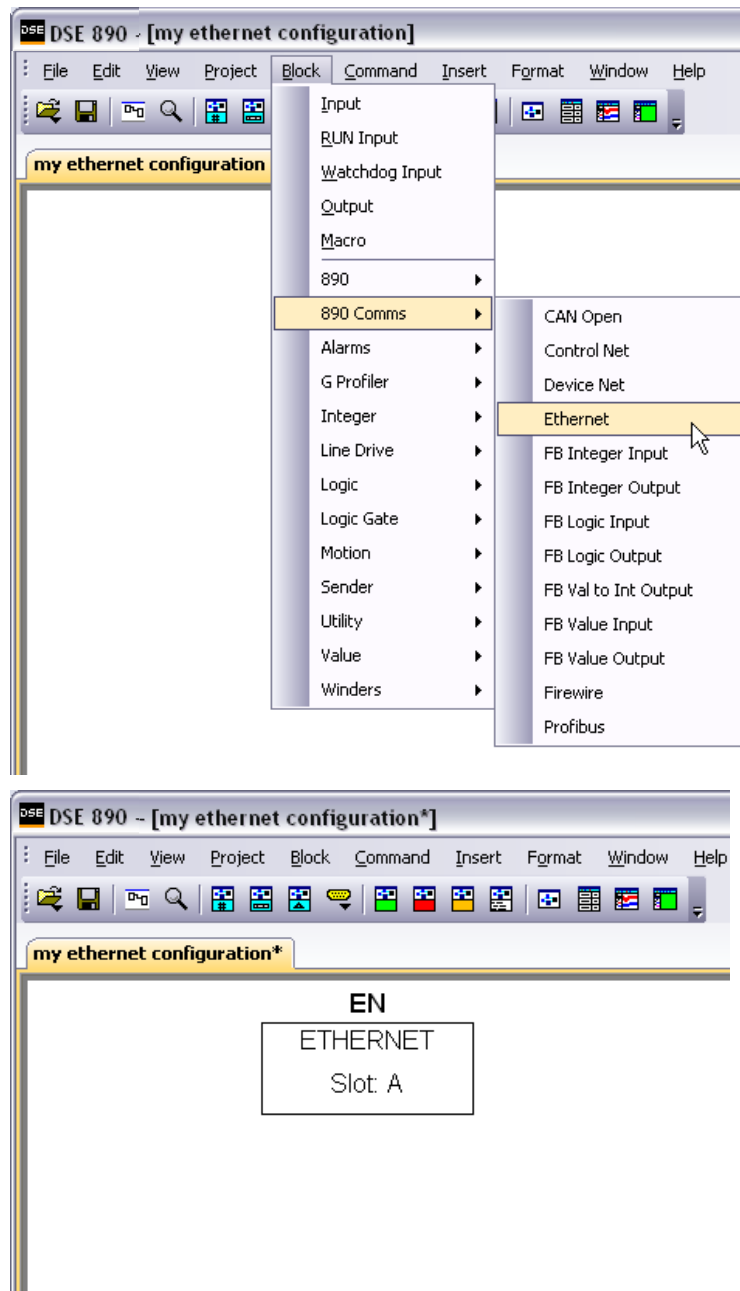 DSE DSE 890 - [my ethernet configuration]
File Edit View Project Block Command Insert Format Window Help
my ethernet configuration
Input
RUN Input
Watchdog Input
Output
Macro
890
890 Comms
Alarms
G Profiler
Integer
Line Drive
Logic
Logic Gate
Motion
Sender
Utility
Value
Winders
CAN Open
Control Net
Device Net
Ethernet
FB Integer Input
FB Integer Output
FB Logic Input
FB Logic Output
FB Val to Int Output
FB Value Input
FB Value Output
Firewire
Profibus
DSE DSE 890 - [my ethernet configuration*]
File Edit View Project Block Command Insert Format Window Help
my ethernet configuration*
EN
ETHERNET
Slot: A